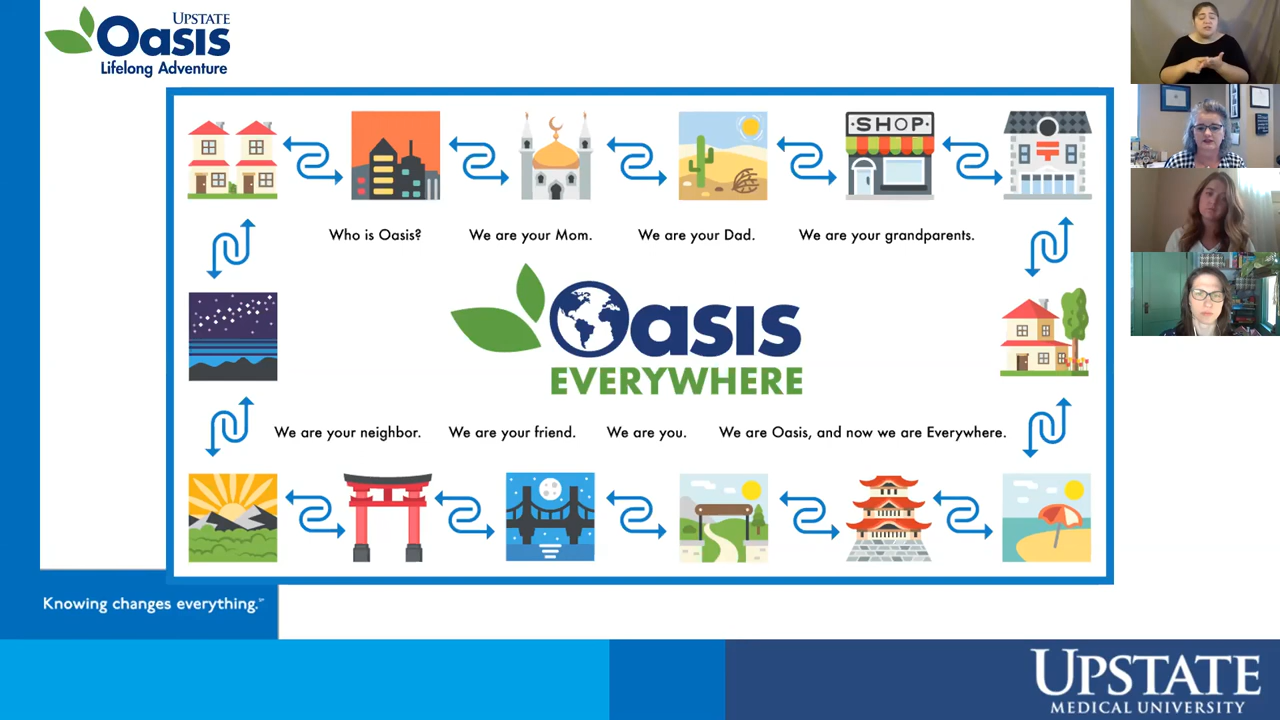 UPSTATE
Oasis
Lifelong Adventure
SHOP
Who is Oasis? We are your Mom. We are your Dad. We are your grandparents.
Oasis
EVERYWHERE
We are your neighbor. We are your friend. We are you. We are Oasis, and now we are Everywhere.
Knowing changes everything.
UPSTATE
MEDICAL UNIVERSITY